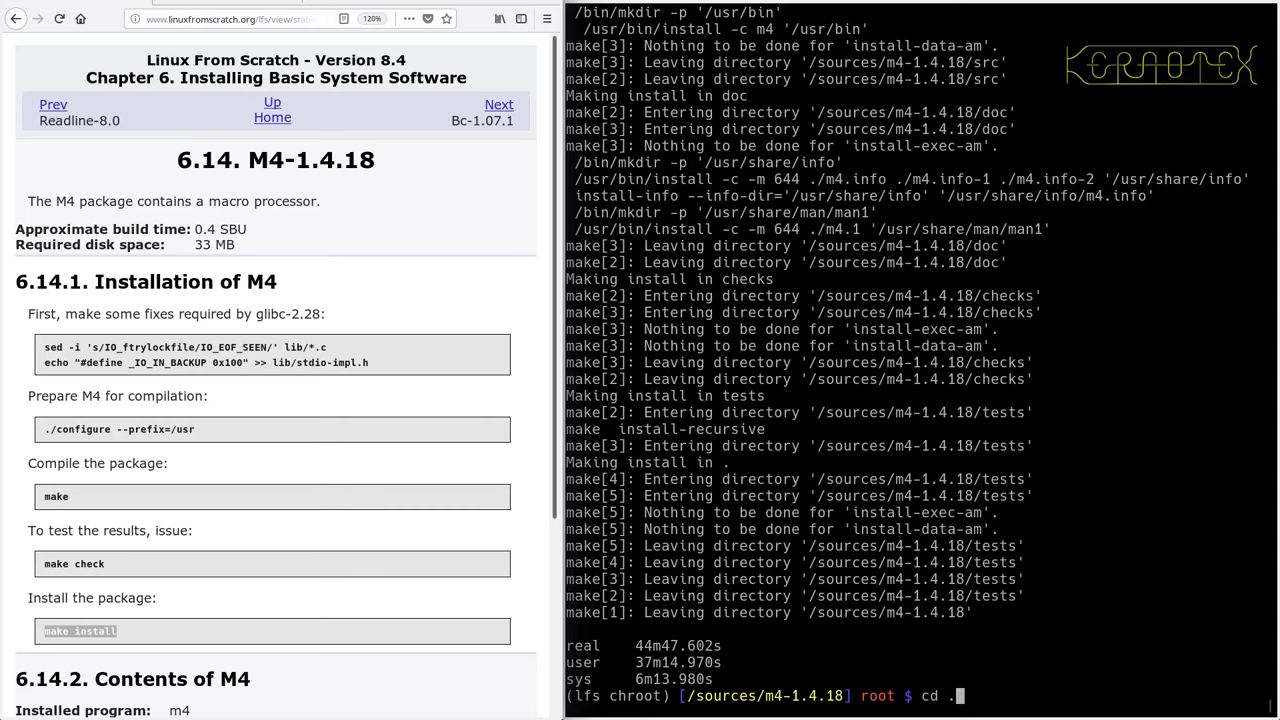 www.linuxfromscratch.org/lfs/view/stal
120%
Linux From Scratch - Version 8.4
Chapter 6. Installing Basic System Software
Prev
Up
Next
Readline-8.0
Home
Bc-1.07.1
6.14. M4-1.4.18
The M4 package contains a macro processor.
Approximate build time: 0.4 SBU
Required disk space: 33 MB
6.14.1. Installation of M4
First, make some fixes required by glibc-2.28:
sed -i 's/IO_ftrylockfile/IO_EOF_SEEN/' lib/*.c
echo "#define _IO_IN_BACKUP 0x100" >> lib/stdio-impl.h
Prepare M4 for compilation:
./configure --prefix=/usr
Compile the package:
make
To test the results, issue:
make check
Install the package:
make install
6.14.2. Contents of M4
Installed program: m4
/bin/mkdir -p '/usr/bin'
/usr/bin/install -c m4 '/usr/bin'
make[3]: Nothing to be done for 'install-data-am'.
make[3]: Leaving directory '/sources/m4-1.4.18/src'
make[2]: Leaving directory '/sources/m4-1.4.18/src'
Making install in doc
make[2]: Entering directory '/sources/m4-1.4.18/doc'
make[3]: Entering directory '/sources/m4-1.4.18/doc'
make[3]: Nothing to be done for 'install-exec-am'.
/bin/mkdir -p '/usr/share/info'
/usr/bin/install -c -m 644 ./m4.info ./m4.info-1 ./m4.info-2 '/usr/share/info'
install-info --info-dir='/usr/share/info' '/usr/share/info/m4.info'
/bin/mkdir -p '/usr/share/man/man1'
/usr/bin/install -c -m 644 ./m4.1 '/usr/share/man/man1'
make[3]: Leaving directory '/sources/m4-1.4.18/doc'
make[2]: Leaving directory '/sources/m4-1.4.18/doc'
Making install in checks
make[2]: Entering directory '/sources/m4-1.4.18/checks'
make[3]: Entering directory '/sources/m4-1.4.18/checks'
make[3]: Nothing to be done for 'install-exec-am'.
make[3]: Nothing to be done for 'install-data-am'.
make[3]: Leaving directory '/sources/m4-1.4.18/checks'
make[2]: Leaving directory '/sources/m4-1.4.18/checks'
Making install in tests
make[2]: Entering directory '/sources/m4-1.4.18/tests'
make  install-recursive
make[3]: Entering directory '/sources/m4-1.4.18/tests'
Making install in .
make[4]: Entering directory '/sources/m4-1.4.18/tests'
make[5]: Entering directory '/sources/m4-1.4.18/tests'
make[5]: Nothing to be done for 'install-exec-am'.
make[5]: Nothing to be done for 'install-data-am'.
make[5]: Leaving directory '/sources/m4-1.4.18/tests'
make[4]: Leaving directory '/sources/m4-1.4.18/tests'
make[3]: Leaving directory '/sources/m4-1.4.18/tests'
make[2]: Leaving directory '/sources/m4-1.4.18/tests'
make[1]: Leaving directory '/sources/m4-1.4.18'
real 44m47.602s
user 37m14.970s
sys 6m13.980s
(lfs chroot) [/sources/m4-1.4.18] root $ cd .